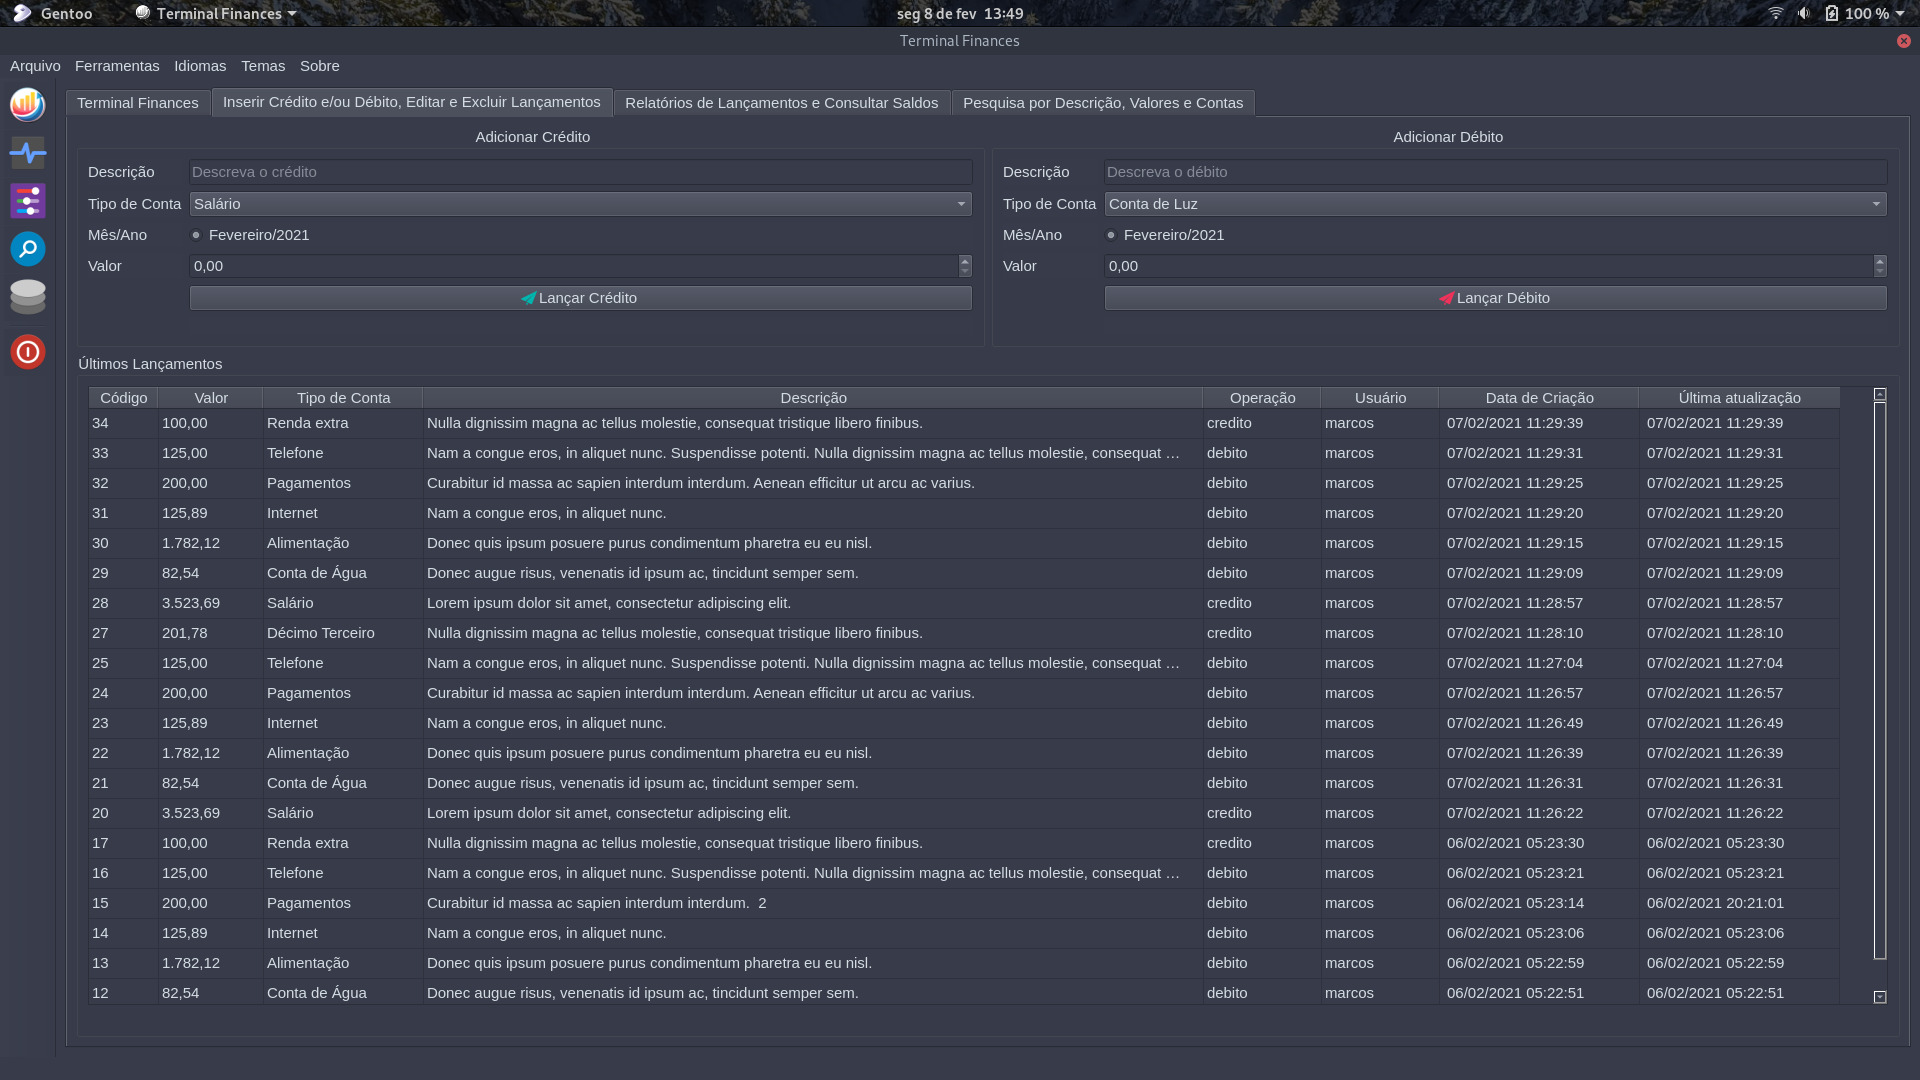 Gentoo Terminal Finances seg 8 de fev 13:49 100 %
Terminal Finances
Arquivo Ferramentas Idiomas Temas Sobre
Terminal Finances Inserir Crédito e/ou Débito, Editar e Excluir Lançamentos Relatórios de Lançamentos e Consultar Saldos Pesquisa por Descrição, Valores e Contas
Adicionar Crédito
Descrição Descreva o crédito
Tipo de Conta Salário
Mês/Ano Fevereiro/2021
Valor 0,00
Lançar Crédito
Adicionar Débito
Descrição Descreva o débito
Tipo de Conta Conta de Luz
Mês/Ano Fevereiro/2021
Valor 0,00
Lançar Débito
Últimos Lançamentos
Código Valor Tipo de Conta Descrição Operação Usuário Data de Criação Última atualização
34 100,00 Renda extra Nulla dignissim magna ac tellus molestie, consequat tristique libero finibus. credito marcos 07/02/2021 11:29:39 07/02/2021 11:29:39
33 125,00 Telefone Nam a congue eros, in aliquet nunc. Suspendisse potenti. Nulla dignissim magna ac tellus molestie, consequat … debito marcos 07/02/2021 11:29:31 07/02/2021 11:29:31
32 200,00 Pagamentos Curabitur id massa ac sapien interdum interdum. Aenean efficitur ut arcu ac varius. debito marcos 07/02/2021 11:29:25 07/02/2021 11:29:25
31 125,89 Internet Nam a congue eros, in aliquet nunc. debito marcos 07/02/2021 11:29:20 07/02/2021 11:29:20
30 1.782,12 Alimentação Donec quis ipsum posuere purus condimentum pharetra eu eu nisl. debito marcos 07/02/2021 11:29:15 07/02/2021 11:29:15
29 82,54 Conta de Água Donec augue risus, venenatis id ipsum ac, tincidunt semper sem. debito marcos 07/02/2021 11:29:09 07/02/2021 11:29:09
28 3.523,69 Salário Lorem ipsum dolor sit amet, consectetur adipiscing elit. credito marcos 07/02/2021 11:28:57 07/02/2021 11:28:57
27 201,78 Décimo Terceiro Nulla dignissim magna ac tellus molestie, consequat tristique libero finibus. credito marcos 07/02/2021 11:28:10 07/02/2021 11:28:10
25 125,00 Telefone Nam a congue eros, in aliquet nunc. Suspendisse potenti. Nulla dignissim magna ac tellus molestie, consequat … debito marcos 07/02/2021 11:27:04 07/02/2021 11:27:04
24 200,00 Pagamentos Curabitur id massa ac sapien interdum interdum. Aenean efficitur ut arcu ac varius. debito marcos 07/02/2021 11:26:57 07/02/2021 11:26:57
23 125,89 Internet Nam a congue eros, in aliquet nunc. debito marcos 07/02/2021 11:26:49 07/02/2021 11:26:49
22 1.782,12 Alimentação Donec quis ipsum posuere purus condimentum pharetra eu eu nisl. debito marcos 07/02/2021 11:26:39 07/02/2021 11:26:39
21 82,54 Conta de Água Donec augue risus, venenatis id ipsum ac, tincidunt semper sem. debito marcos 07/02/2021 11:26:31 07/02/2021 11:26:31
20 3.523,69 Salário Lorem ipsum dolor sit amet, consectetur adipiscing elit. credito marcos 07/02/2021 11:26:22 07/02/2021 11:26:22
17 100,00 Renda extra Nulla dignissim magna ac tellus molestie, consequat tristique libero finibus. credito marcos 06/02/2021 05:23:30 06/02/2021 05:23:30
16 125,00 Telefone Nam a congue eros, in aliquet nunc. Suspendisse potenti. Nulla dignissim magna ac tellus molestie, consequat … debito marcos 06/02/2021 05:23:21 06/02/2021 05:23:21
15 200,00 Pagamentos Curabitur id massa ac sapien interdum interdum. 2 debito marcos 06/02/2021 05:23:14 06/02/2021 20:21:01
14 125,89 Internet Nam a congue eros, in aliquet nunc. debito marcos 06/02/2021 05:23:06 06/02/2021 05:23:06
13 1.782,12 Alimentação Donec quis ipsum posuere purus condimentum pharetra eu eu nisl. debito marcos 06/02/2021 05:22:59 06/02/2021 05:22:59
12 82,54 Conta de Água Donec augue risus, venenatis id ipsum ac, tincidunt semper sem. debito marcos 06/02/2021 05:22:51 06/02/2021 05:22:51